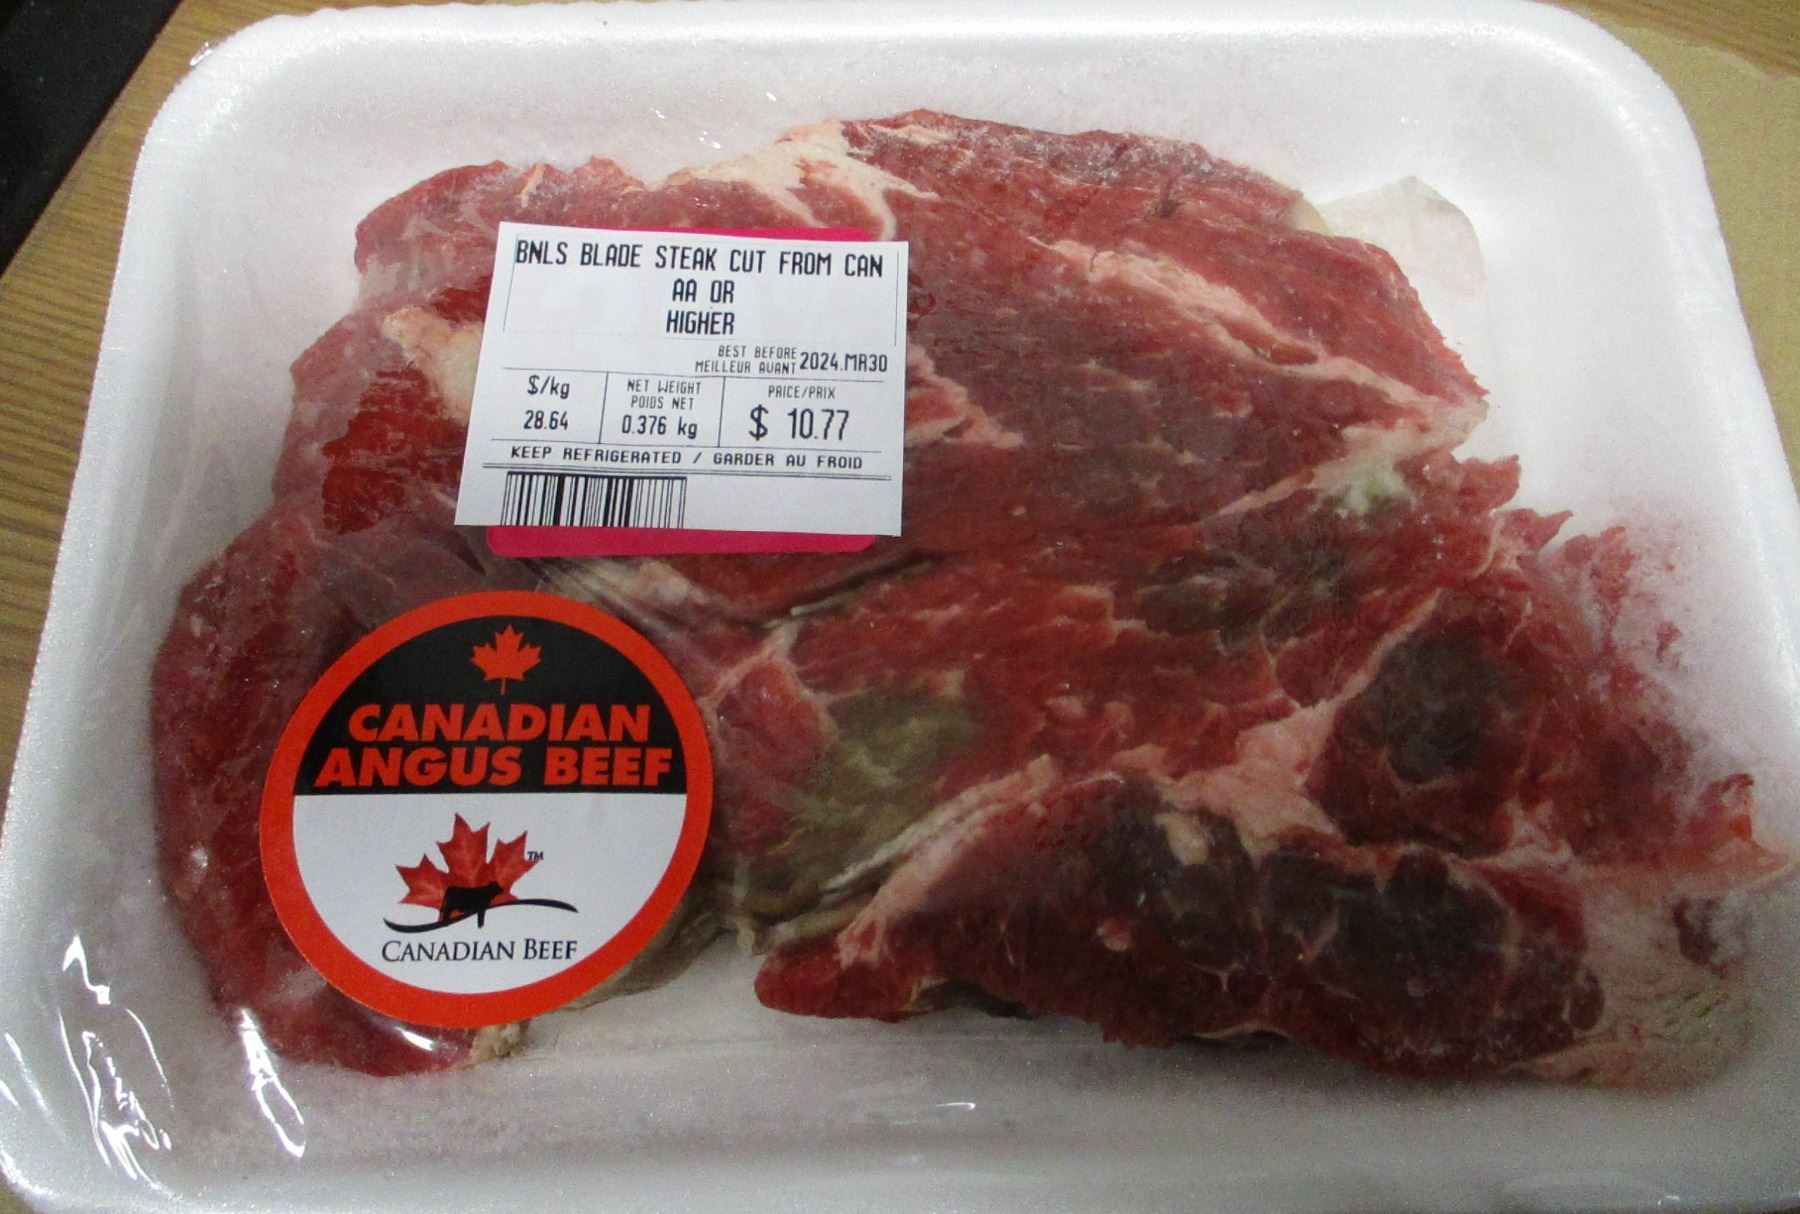 BNLS BLADE STEAK CUT FROM CAN
AA OR
HIGHER
BEST BEFORE
MEILLEUR AVANT 2024.MR30
$/kg
28.64
NET WEIGHT
POIDS NET
0.376 kg
PRICE/PRIX
$ 10.77
KEEP REFRIGERATED / GARDER AU FROID
CANADIAN
ANGUS BEEF
TM
CANADIAN BEEF